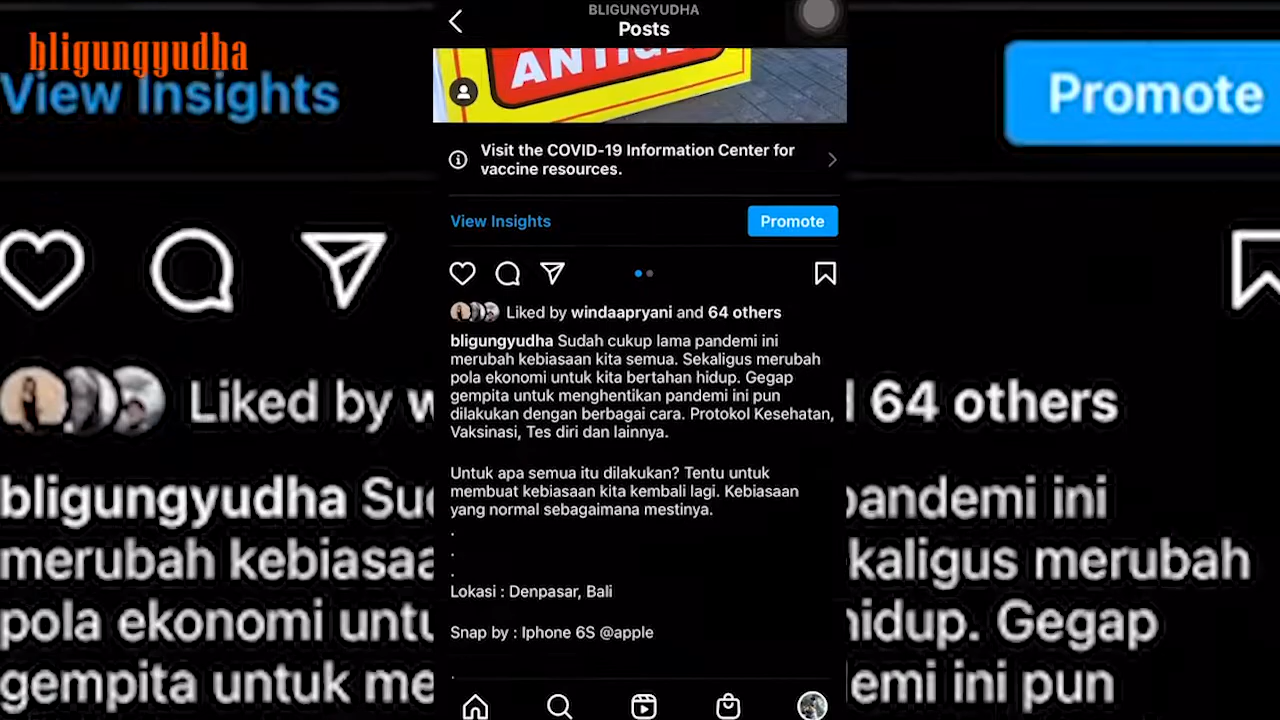 bligungyudha
View Insights
Promote
Liked by w
64 others
bligungyudha Su
pandemi ini
merubah kebiasaa
kaligus merubah
pola ekonomi untu
hidup. Gegap
gempita untuk me
emi ini pun
BLIGUNGYUDHA
Posts
Visit the COVID-19 Information Center for
vaccine resources.
View Insights
Promote
Liked by windaapryani and 64 others
bligungyudha Sudah cukup lama pandemi ini
merubah kebiasaan kita semua. Sekaligus merubah
pola ekonomi untuk kita bertahan hidup. Gegap
gempita untuk menghentikan pandemi ini pun
dilakukan dengan berbagai cara. Protokol Kesehatan,
Vaksinasi, Tes diri dan lainnya.
Untuk apa semua itu dilakukan? Tentu untuk
membuat kebiasaan kita kembali lagi. Kebiasaan
yang normal sebagaimana mestinya.
.
.
.
Lokasi : Denpasar, Bali
Snap by : Iphone 6S @apple
.